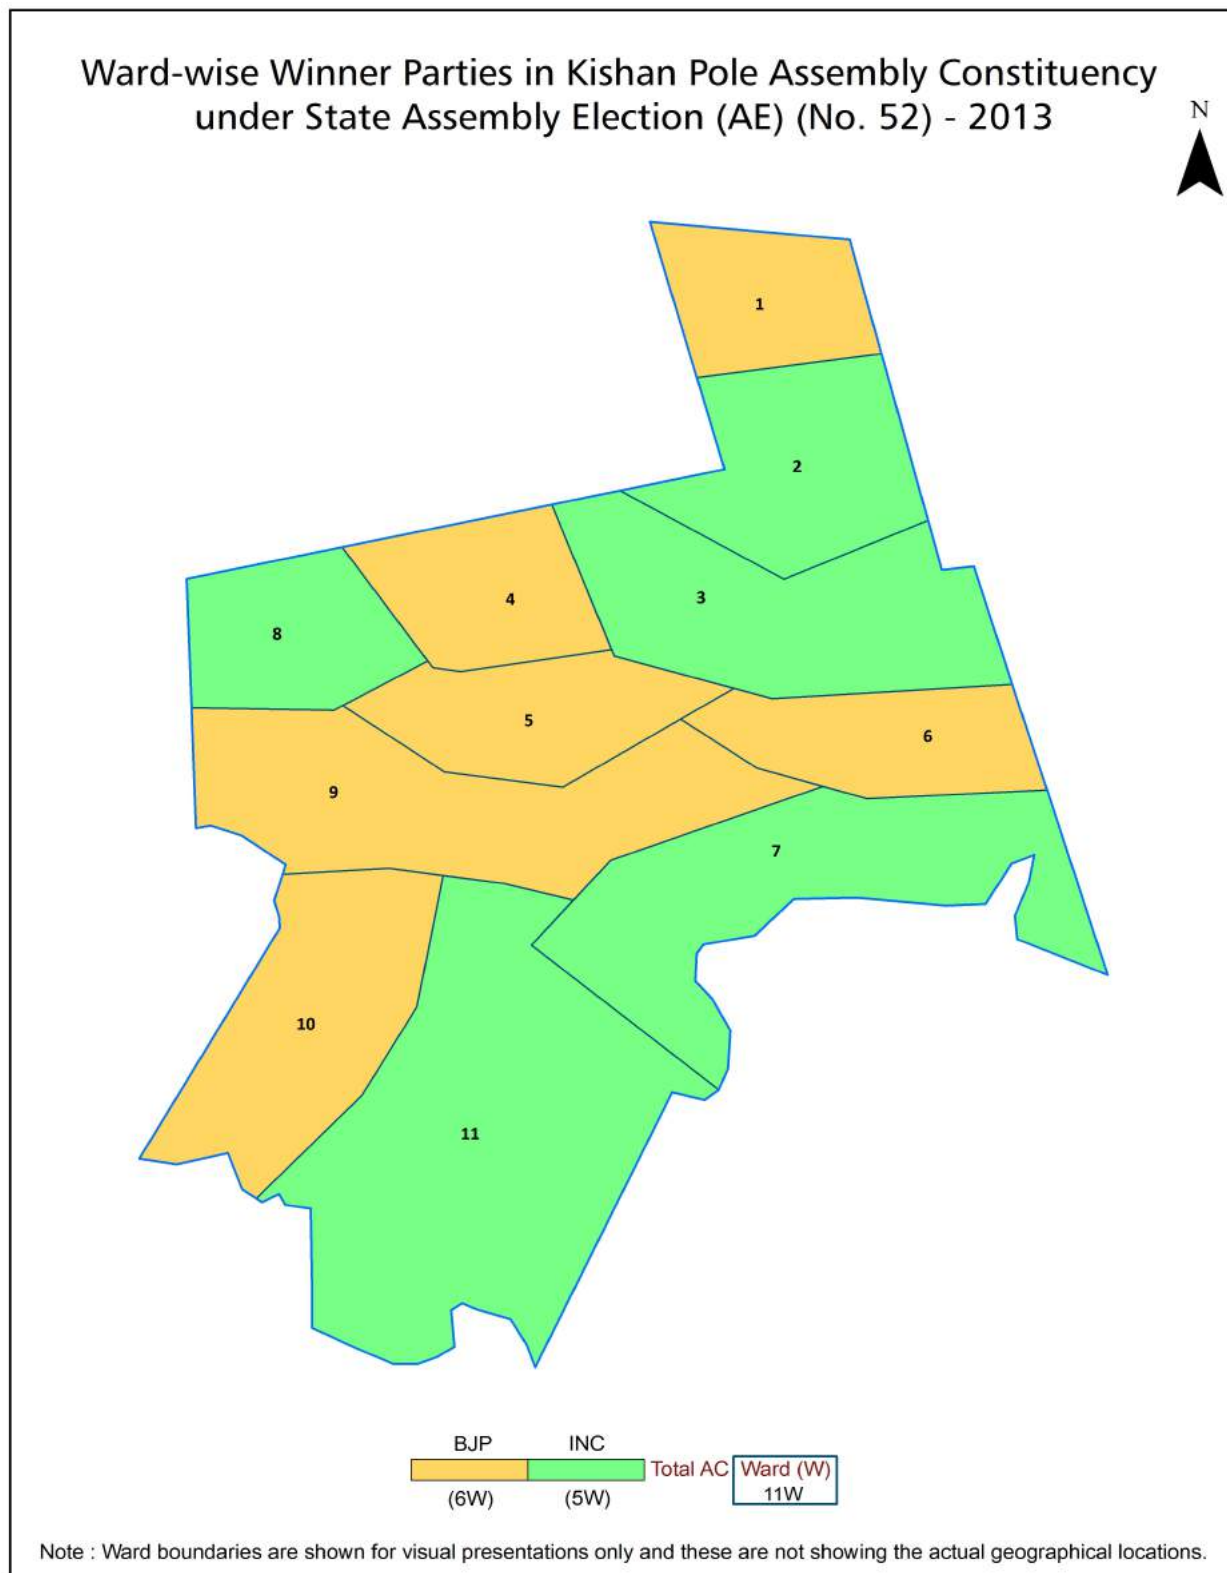 Ward-wise Winner Parties in Kishan Pole Assembly Constituency
under State Assembly Election (AE) (No. 52) - 2013
N
1
2
3
4
8
5
6
9
7
10
11
BJP INC
Total AC Ward (W)
(6W) (5W) 11W
Note : Ward boundaries are shown for visual presentations only and these are not showing the actual geographical locations.